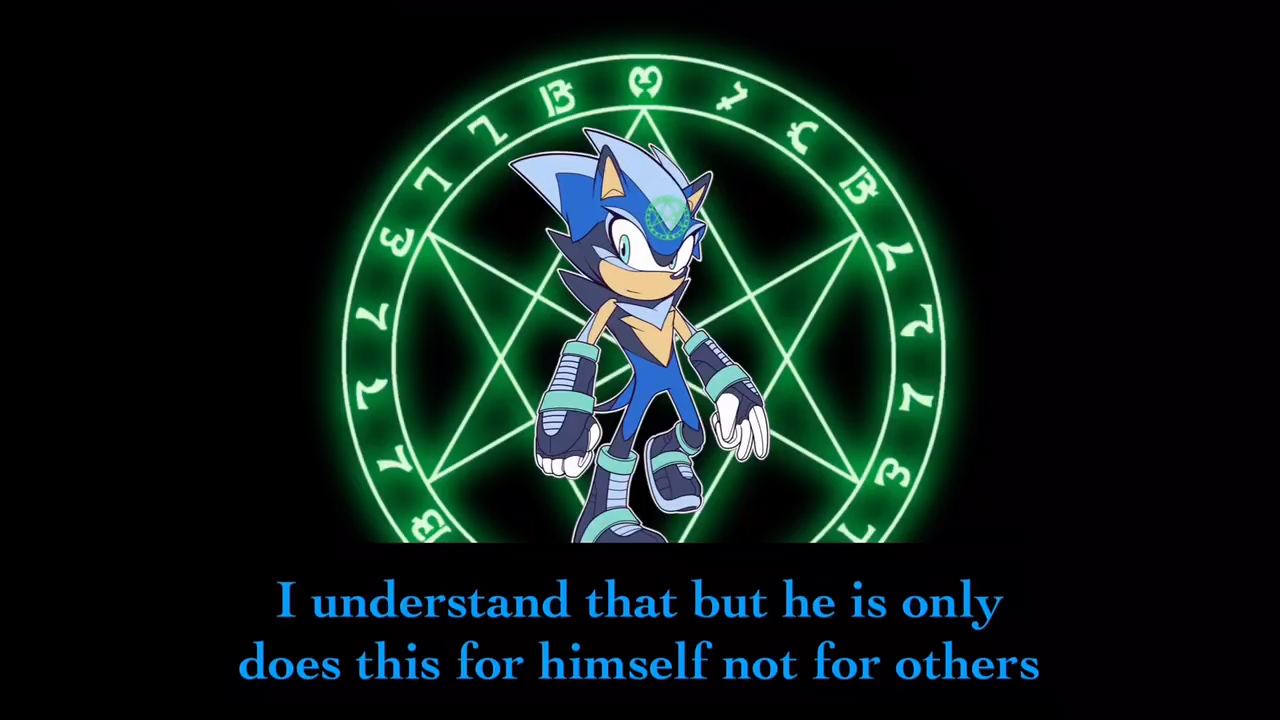 I understand that but he is only
does this for himself not for others